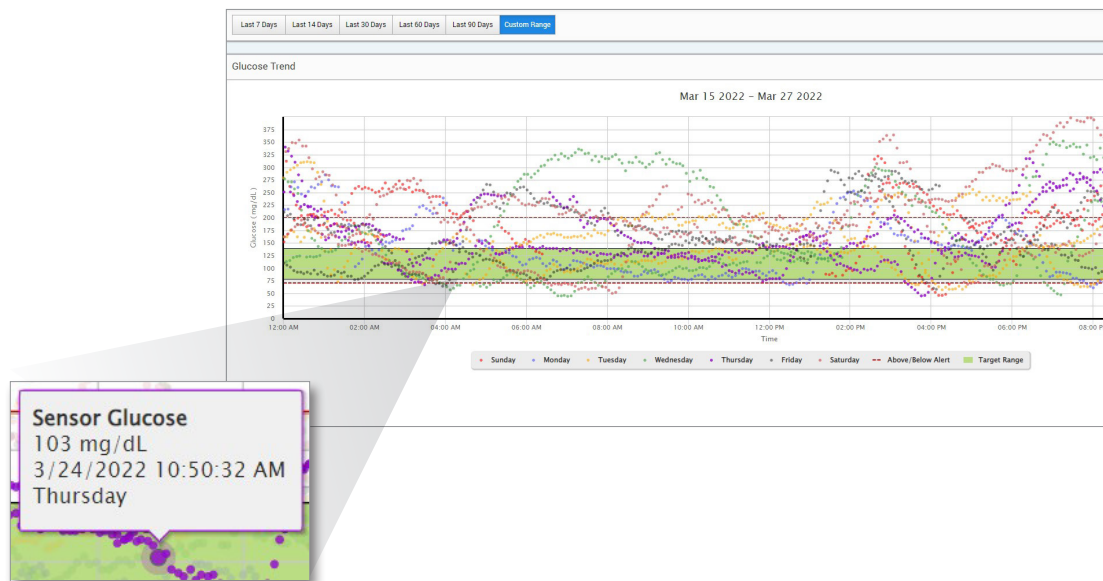 Last 7 Days Last 14 Days Last 30 Days Last 60 Days Last 90 Days Custom Range
Glucose Trend
Mar 15 2022 - Mar 27 2022
Glucose ( mg/dL )
375
350
325
300
275
250
225
200
175
150
125
100
75
50
25
0
12:00 AM 02:00 AM 04:00 AM 06:00 AM 08:00 AM 10:00 AM 12:00 PM 02:00 PM 04:00 PM 06:00 PM 08:00 P
Time
Sunday Monday Tuesday Wednesday Thursday Friday Saturday Above/Below Alert Target Range
Sensor Glucose
103 mg/dL
3/24/2022 10:50:32 AM
Thursday